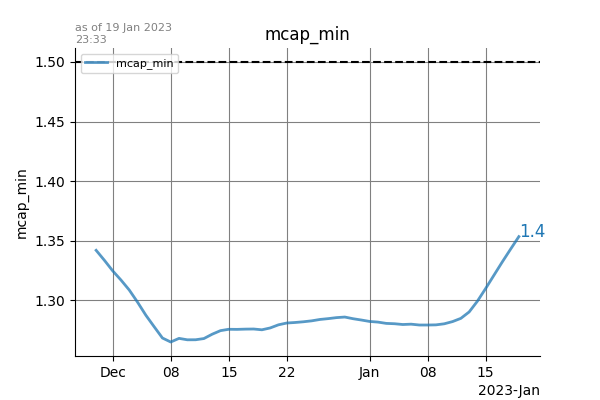 as of 19 Jan 2023
23:33
mcap_min
1.50
mcap_min
1.45
1.40
mcap_min
1.4
1.35
1.30
Dec 08 15 22 Jan 08 15
2023-Jan